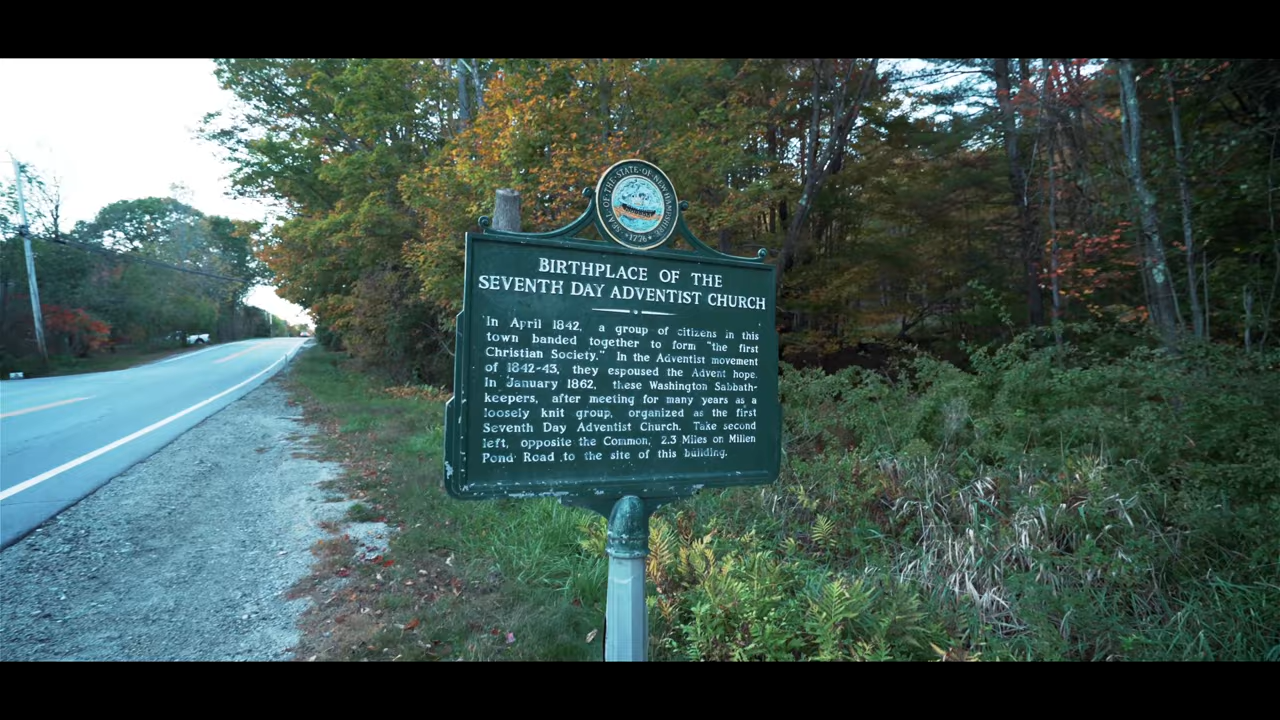 SEAL·OF·THE·STATE·OF·NEW HAMPSHIRE
·1776·
BIRTHPLACE OF THE
SEVENTH DAY ADVENTIST CHURCH
In April 1842, a group of citizens in this
town banded together to form "the first
Christian Society." In the Adventist movement
of 1842-43, they espoused the Advent hope.
In January 1862, these Washington Sabbath-
keepers, after meeting for many years as a
loosely knit group, organized as the first
Seventh Day Adventist Church. Take second
left, opposite the Common, 2.3 Miles on Millen
Pond Road to the site of this building.